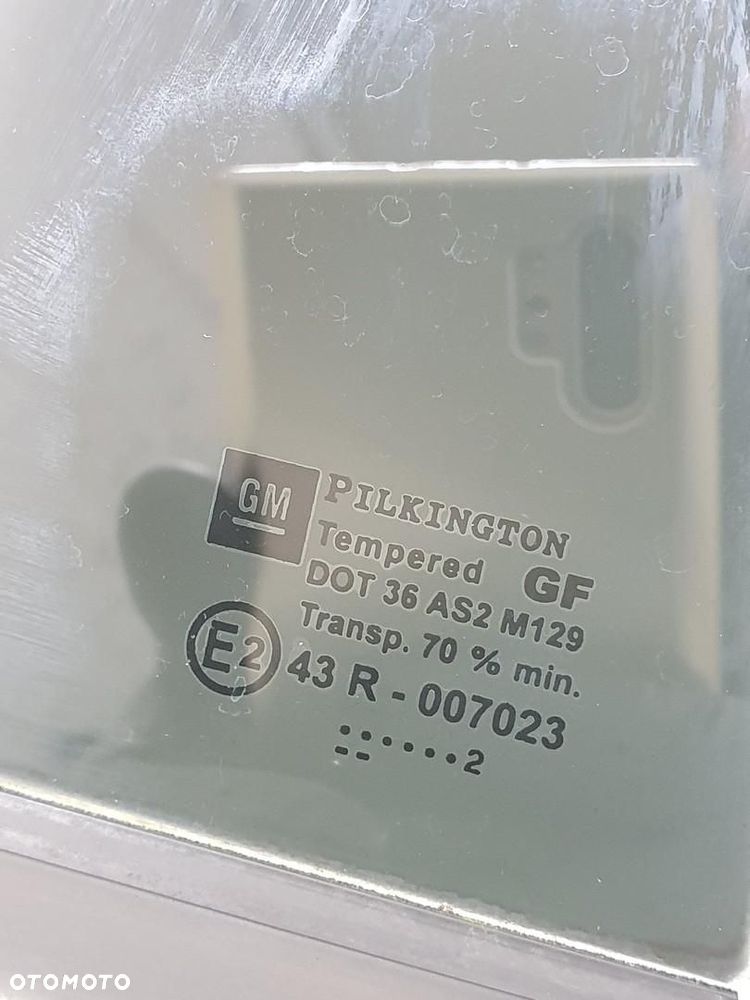 GM PILKINGTON
Tempered GF
DOT 36 AS2 M129
Transp. 70 % min.
E2 43 R - 007023
2
OTOMOTO